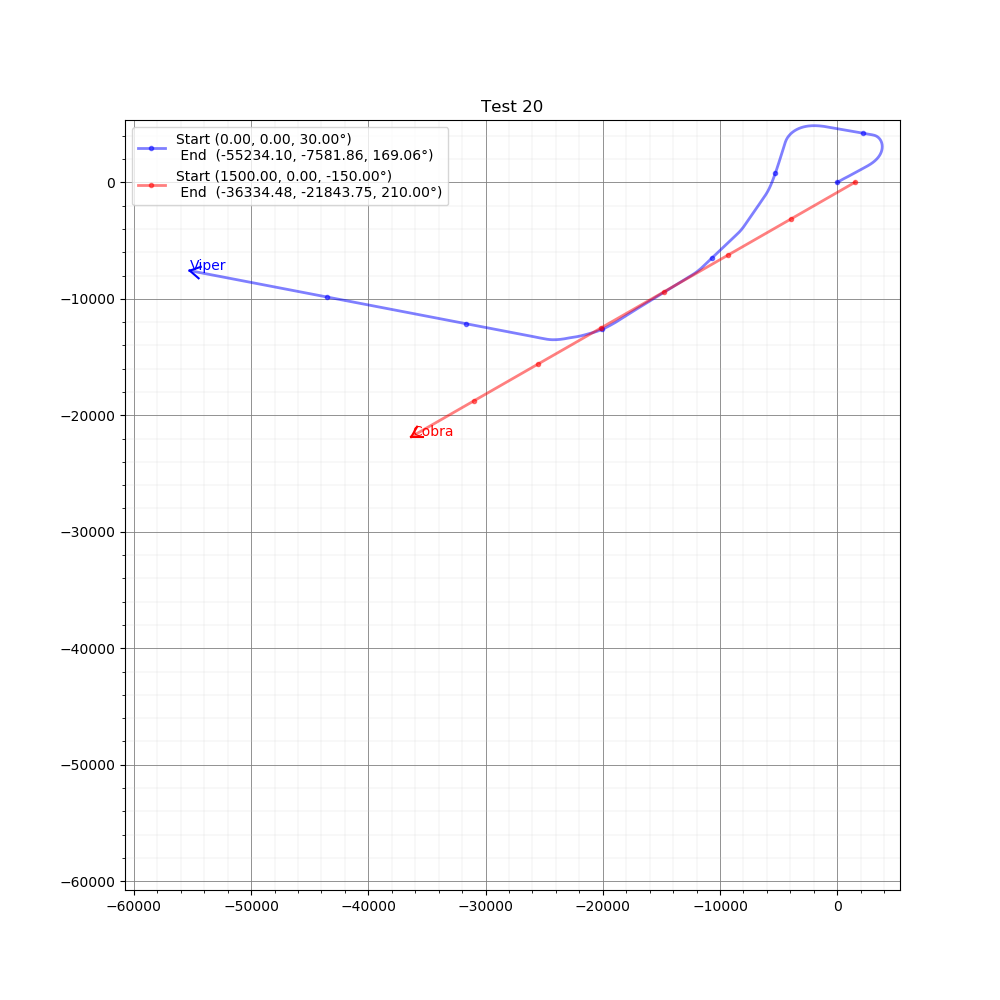 Test 20
Start (0.00, 0.00, 30.00°)
End (-55234.10, -7581.86, 169.06°)
Start (1500.00, 0.00, -150.00°)
End (-36334.48, -21843.75, 210.00°)
0
−10000
−20000
−30000
−40000
−50000
−60000
Viper
Cobra
−60000 −50000 −40000 −30000 −20000 −10000 0